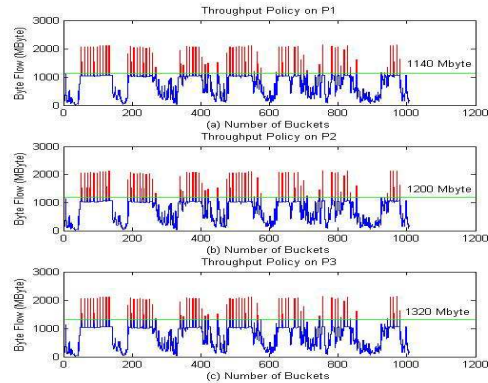 Throughput Policy on P1
3000
2000
1000
0
Byte Flow (MByte)
1140 Mbyte
0 200 400 600 800 1000 1200
(a) Number of Buckets
Throughput Policy on P2
3000
2000
1000
0
Byte Flow (MByte)
1200 Mbyte
0 200 400 600 800 1000 1200
(b) Number of Buckets
Throughput Policy on P3
3000
2000
1000
0
Byte Flow (MByte)
1320 Mbyte
0 200 400 600 800 1000 1200
(c) Number of Buckets